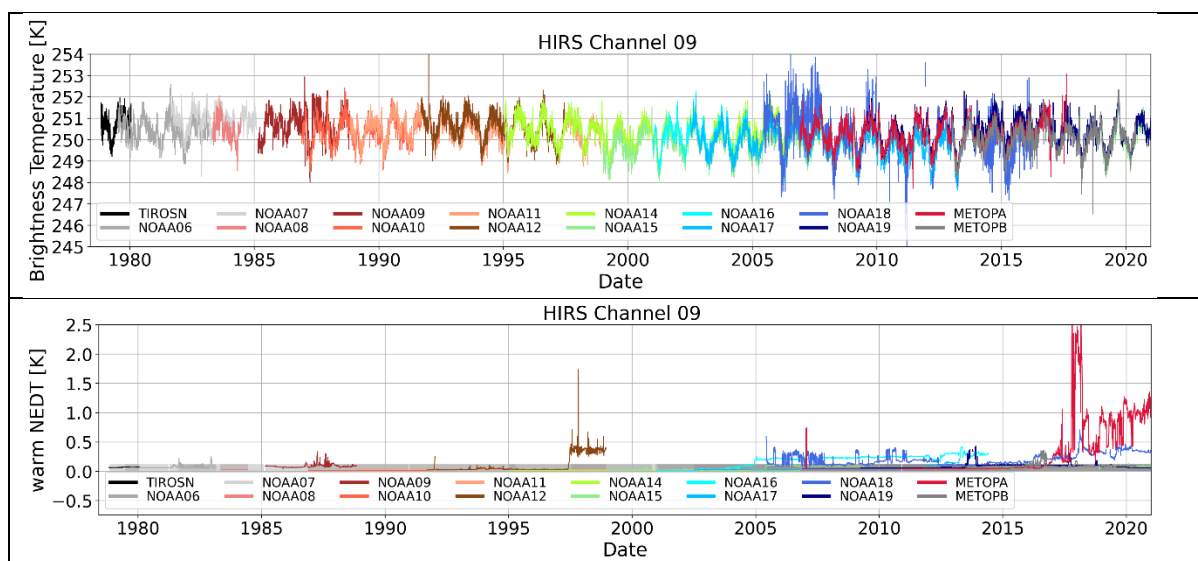 HIRS Channel 09
Brightness Temperature [K]
254
253
252
251
250
249
248
247
246
245
TIROSN NOAA07 NOAA09 NOAA11 NOAA14 NOAA16 NOAA18 METOPA
NOAA06 NOAA08 NOAA10 NOAA12 NOAA15 NOAA17 NOAA19 METOPB
1980 1985 1990 1995 2000 2005 2010 2015 2020
Date
HIRS Channel 09
warm NEDT [K]
2.5
2.0
1.5
1.0
0.5
0.0
−0.5
TIROSN NOAA07 NOAA09 NOAA11 NOAA14 NOAA16 NOAA18 METOPA
NOAA06 NOAA08 NOAA10 NOAA12 NOAA15 NOAA17 NOAA19 METOPB
1980 1985 1990 1995 2000 2005 2010 2015 2020
Date